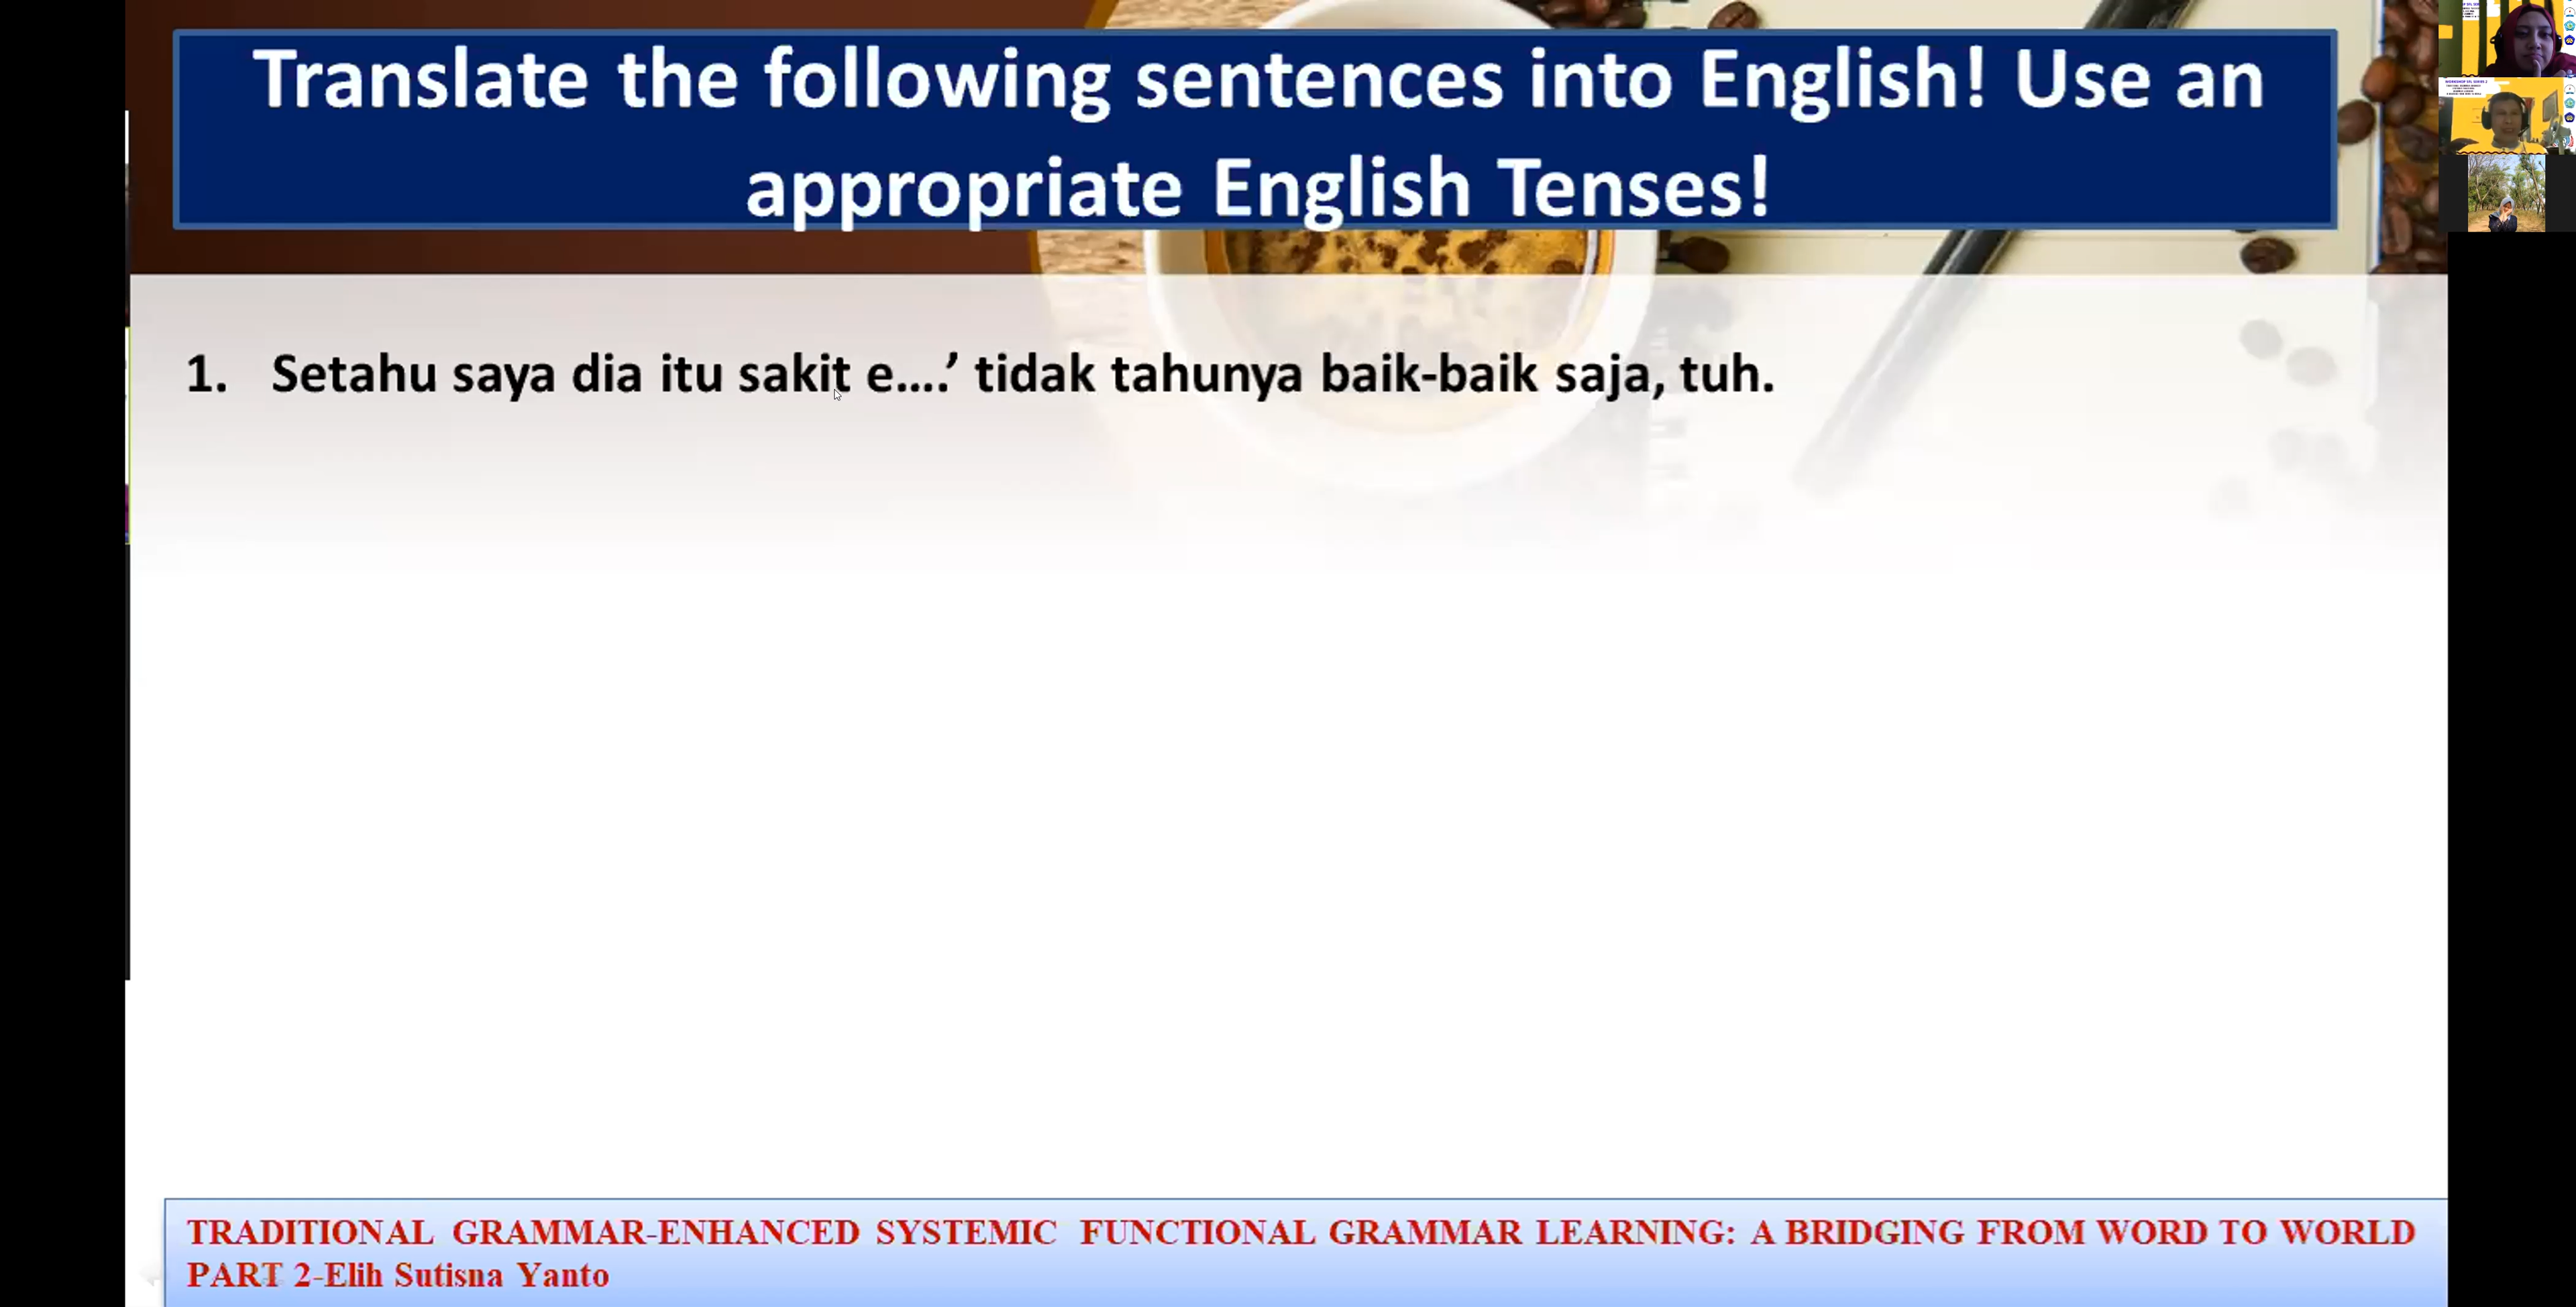 Translate the following sentences into English! Use an
appropriate English Tenses!
1. Setahu saya dia itu sakit e....’ tidak tahunya baik-baik saja, tuh.
TRADITIONAL GRAMMAR-ENHANCED SYSTEMIC FUNCTIONAL GRAMMAR LEARNING: A BRIDGING FROM WORD TO WORLD
PART 2-Elih Sutisna Yanto